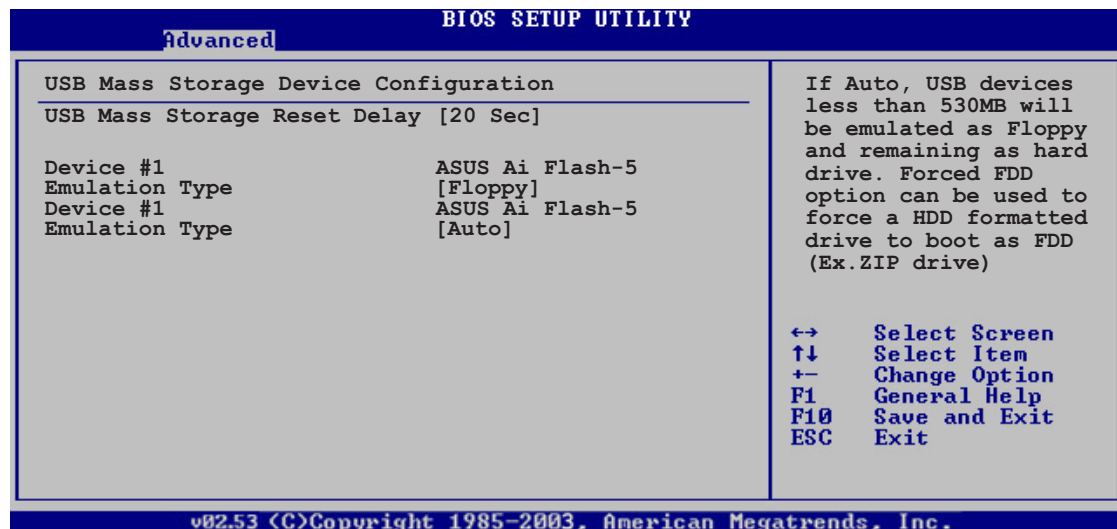 BIOS SETUP UTILITY
Advanced
USB Mass Storage Device Configuration
USB Mass Storage Reset Delay [20 Sec]
Device #1 ASUS Ai Flash-5
Emulation Type [Floppy]
Device #1 ASUS Ai Flash-5
Emulation Type [Auto]
If Auto, USB devices
less than 530MB will
be emulated as Floppy
and remaining as hard
drive. Forced FDD
option can be used to
force a HDD formatted
drive to boot as FDD
(Ex.ZIP drive)
←→ Select Screen
↑↓ Select Item
+- Change Option
F1 General Help
F10 Save and Exit
ESC Exit
v02.53 (C)Copyright 1985-2003, American Megatrends, Inc.